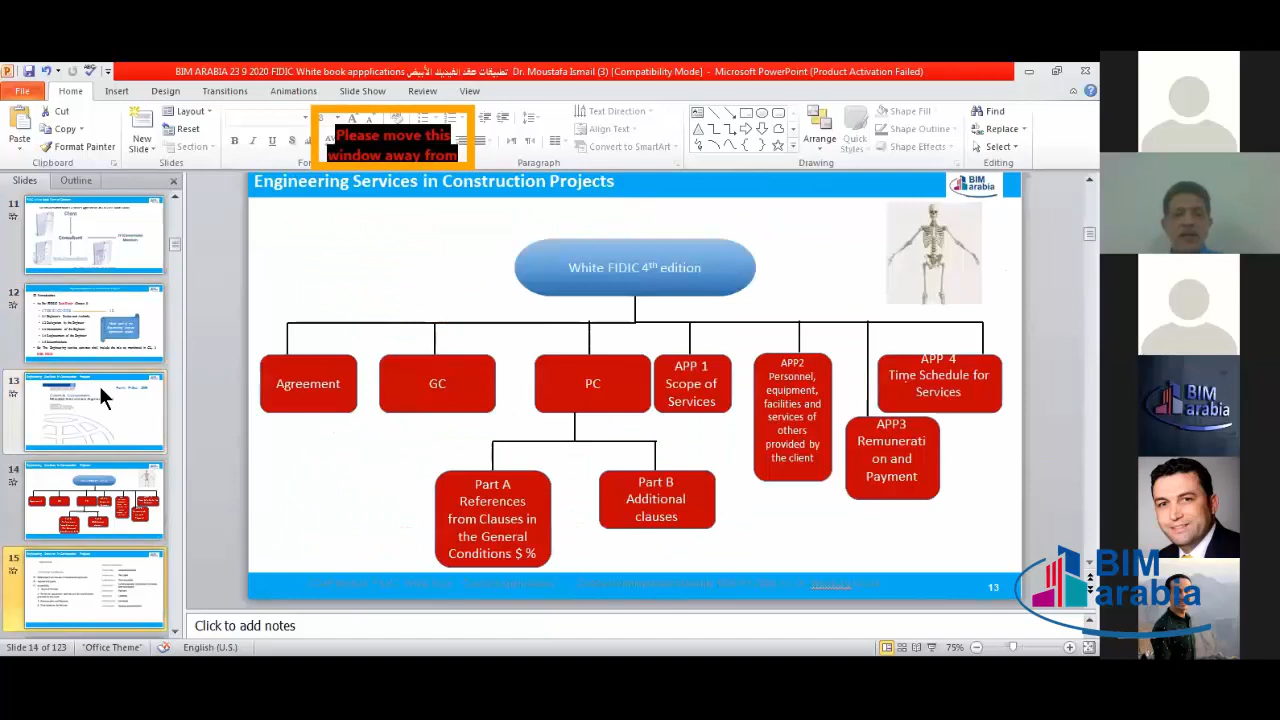 BIM ARABIA 23 9 2020 FIDIC White book appplications تطبيقات عقد الفيديك الأبيض Dr. Moustafa Ismail (3) [Compatibility Mode] - Microsoft PowerPoint (Product Activation Failed)
File Home Insert Design Transitions Animations Slide Show Review View
Cut
Copy
Format Painter
Paste
Clipboard
New
Slide
Layout
Reset
Section
Slides
Please move this
window away from
Text Direction
Align Text
Convert to SmartArt
Paragraph
Arrange
Quick
Styles
Shape Fill
Shape Outline
Shape Effects
Drawing
Find
Replace
Select
Editing
Slides Outline
11
12
13
14
15
Engineering Services in Construction Projects
BIM
arabia
White FIDIC 4th edition
Agreement
GC
PC
APP 1
Scope of
Services
APP2
Personnel,
equipment,
facilities and
services of
others
provided by
the client
APP 4
Time Schedule for
Services
APP3
Remunerati
on and
Payment
Part A
References
from Clauses in
the General
Conditions $ %
Part B
Additional
clauses
13
Click to add notes
Slide 14 of 123
"Office Theme"
English (U.S.)
75%
BIM
arabia
BIM
arabia